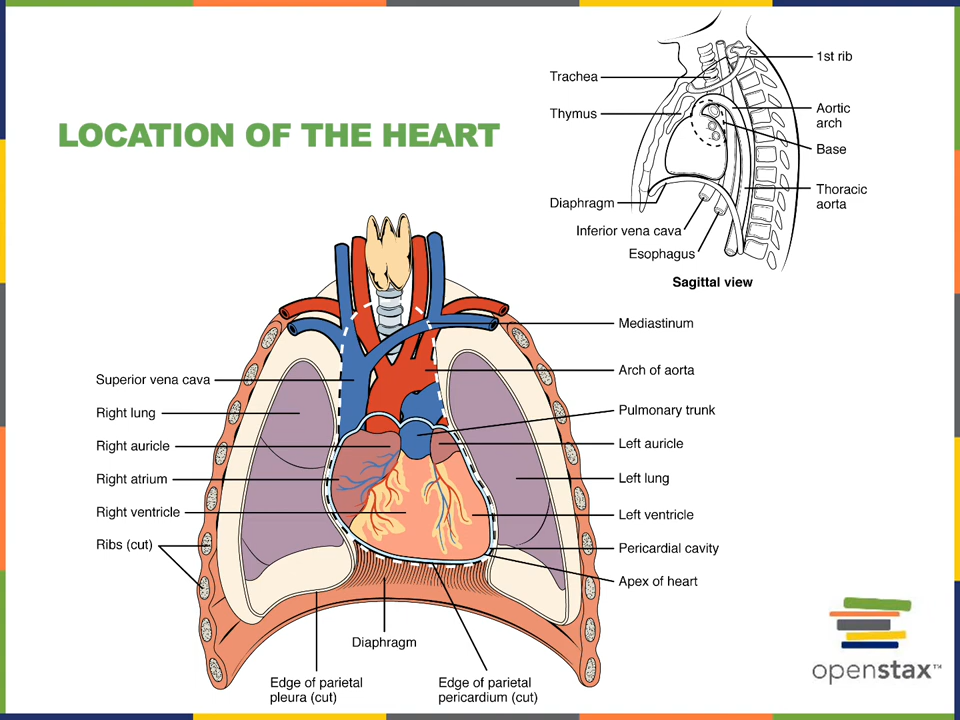 LOCATION OF THE HEART
Trachea
Thymus
Diaphragm
Inferior vena cava
Esophagus
1st rib
Aortic
arch
Base
Thoracic
aorta
Sagittal view
Superior vena cava
Right lung
Right auricle
Right atrium
Right ventricle
Ribs (cut)
Mediastinum
Arch of aorta
Pulmonary trunk
Left auricle
Left lung
Left ventricle
Pericardial cavity
Apex of heart
Diaphragm
Edge of parietal
pleura (cut)
Edge of parietal
pericardium (cut)
openstax™